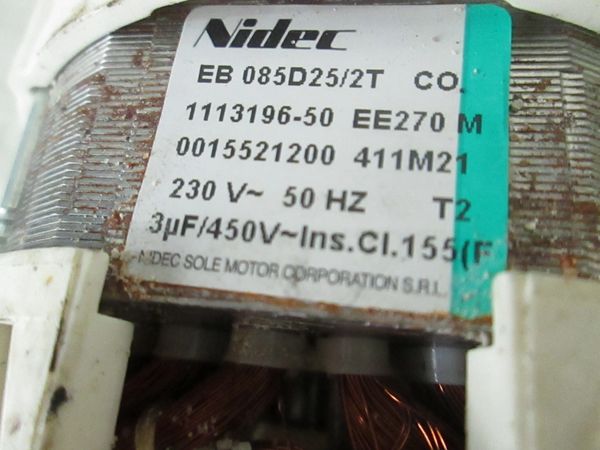 Nidec
EB 085D25/2T CO.
1113196-50 EE270 M
0015521200 411M21
230 V~ 50 HZ T2
3µF/450V~Ins.Cl.155(F
NIDEC SOLE MOTOR CORPORATION S.R.L.